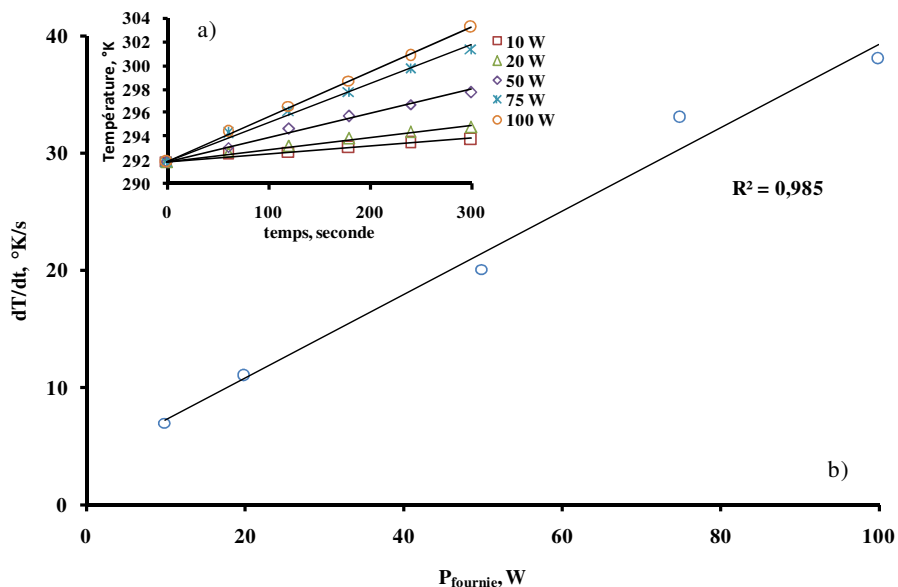 a)
Température, °K
304
302
300
298
296
294
292
290
0
100
200
300
temps, seconde
10 W
20 W
50 W
75 W
100 W
dT/dt, °K/s
40
30
20
10
0
R² = 0,985
b)
0
20
40
60
80
100
P_fournie, W